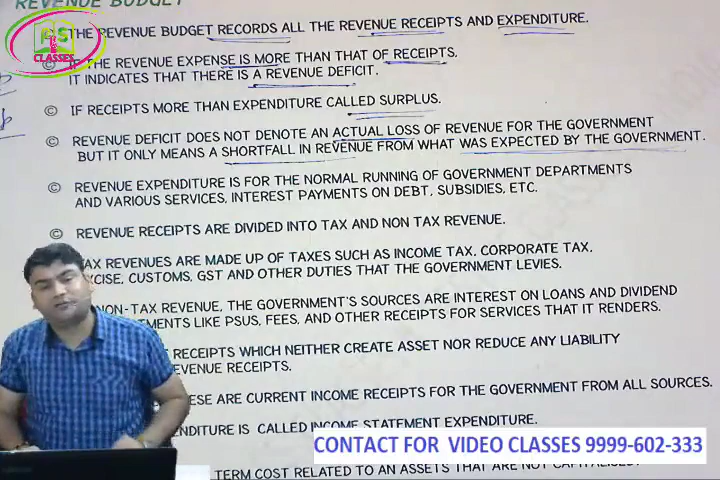 REVENUE BUDGET
THE REVENUE BUDGET RECORDS ALL THE REVENUE RECEIPTS AND EXPENDITURE.
IF THE REVENUE EXPENSE IS MORE THAN THAT OF RECEIPTS.
IT INDICATES THAT THERE IS A REVENUE DEFICIT.
© IF RECEIPTS MORE THAN EXPENDITURE CALLED SURPLUS.
© REVENUE DEFICIT DOES NOT DENOTE AN ACTUAL LOSS OF REVENUE FOR THE GOVERNMENT
BUT IT ONLY MEANS A SHORTFALL IN REVENUE FROM WHAT WAS EXPECTED BY THE GOVERNMENT.
© REVENUE EXPENDITURE IS FOR THE NORMAL RUNNING OF GOVERNMENT DEPARTMENTS
AND VARIOUS SERVICES, INTEREST PAYMENTS ON DEBT, SUBSIDIES, ETC.
© REVENUE RECEIPTS ARE DIVIDED INTO TAX AND NON TAX REVENUE.
TAX REVENUES ARE MADE UP OF TAXES SUCH AS INCOME TAX, CORPORATE TAX,
CISE, CUSTOMS, GST AND OTHER DUTIES THAT THE GOVERNMENT LEVIES.
NON-TAX REVENUE, THE GOVERNMENT'S SOURCES ARE INTEREST ON LOANS AND DIVIDEND
TMENTS LIKE PSUS, FEES, AND OTHER RECEIPTS FOR SERVICES THAT IT RENDERS.
RECEIPTS WHICH NEITHER CREATE ASSET NOR REDUCE ANY LIABILITY
EVENUE RECEIPTS.
ESE ARE CURRENT INCOME RECEIPTS FOR THE GOVERNMENT FROM ALL SOURCES.
NDITURE IS CALLED INCOME STATEMENT EXPENDITURE.
TERM COST RELATED TO AN ASSETS THAT ARE NOT CAPITALISED.
CLASSES
CONTACT FOR VIDEO CLASSES 9999-602-333